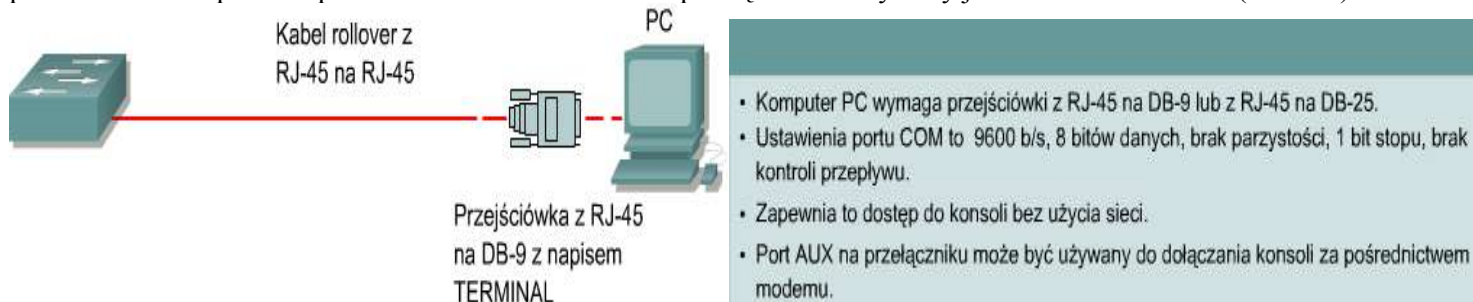 Kabel rollover z
RJ-45 na RJ-45
PC
Przejściówka z RJ-45
na DB-9 z napisem
TERMINAL
• Komputer PC wymaga przejściówki z RJ-45 na DB-9 lub z RJ-45 na DB-25.
• Ustawienia portu COM to 9600 b/s, 8 bitów danych, brak parzystości, 1 bit stopu, brak
kontroli przepływu.
• Zapewnia to dostęp do konsoli bez użycia sieci.
• Port AUX na przełączniku może być używany do dołączania konsoli za pośrednictwem
modemu.